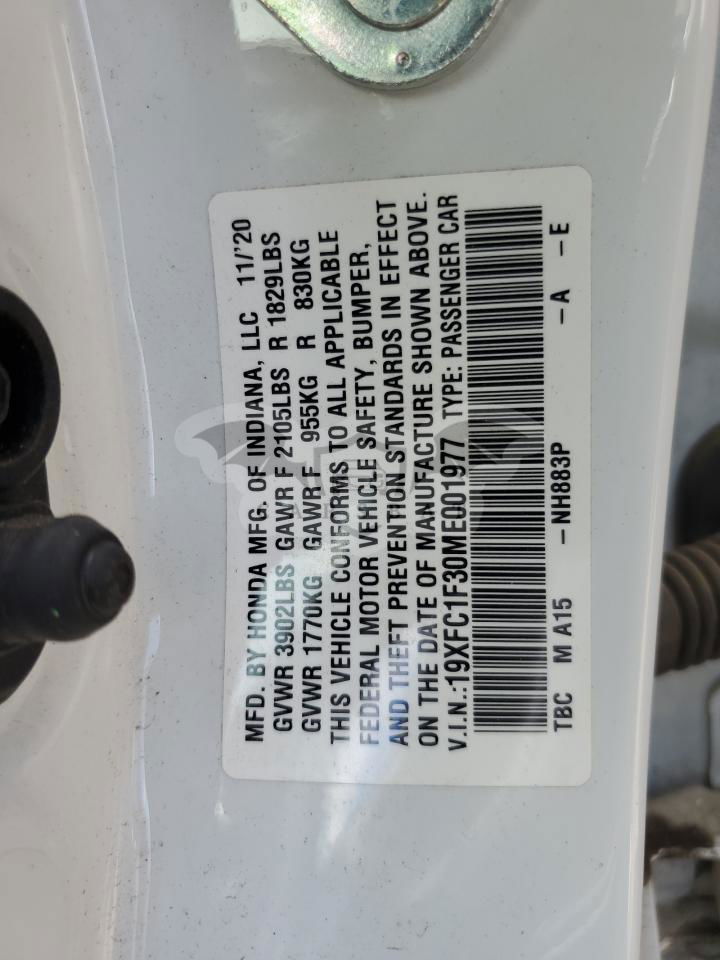 MFD. BY HONDA MFG. OF INDIANA, LLC 11/'20
GVWR 3902LBS GAWR F 2105LBS R 1829LBS
GVWR 1770KG GAWR F 955KG R 830KG
THIS VEHICLE CONFORMS TO ALL APPLICABLE
FEDERAL MOTOR VEHICLE SAFETY, BUMPER,
AND THEFT PREVENTION STANDARDS IN EFFECT
ON THE DATE OF MANUFACTURE SHOWN ABOVE.
V.I.N.:19XFC1F30ME001977 TYPE: PASSENGER CAR
TBC M A15 -NH883P -A -E